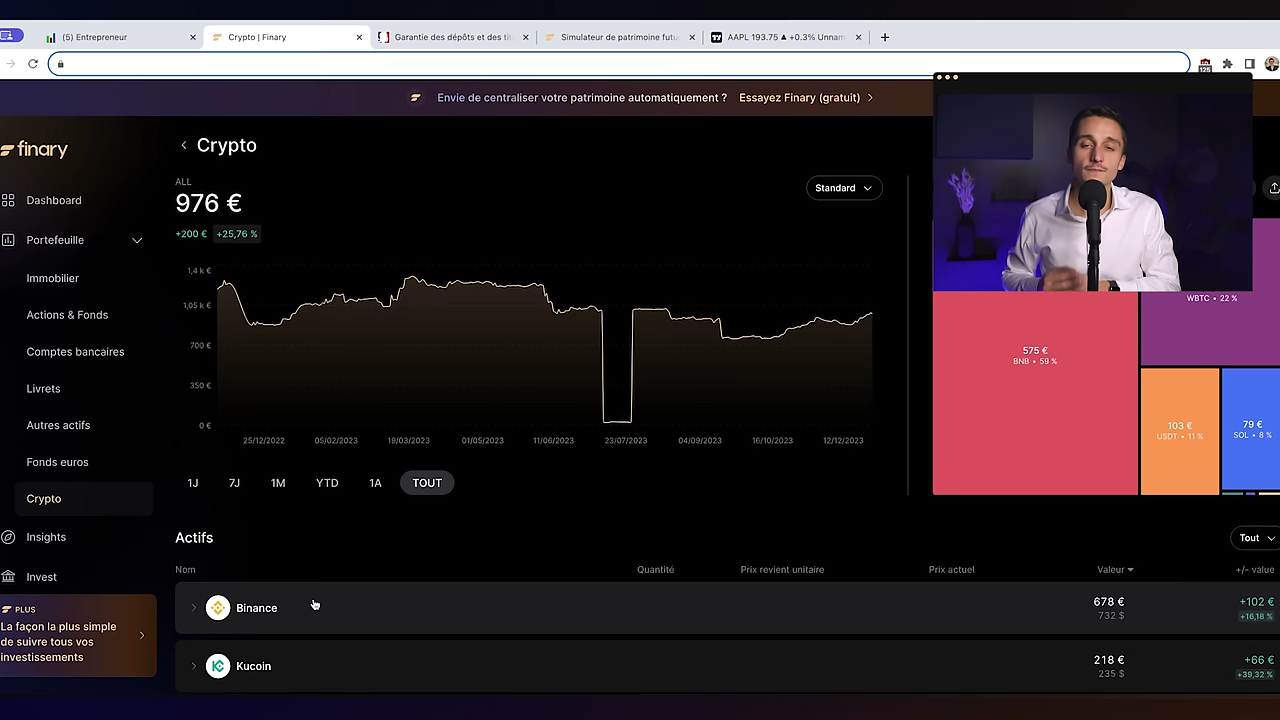 (5) Entrepreneur
Crypto | Finary
Garantie des dépôts et des tit
Simulateur de patrimoine futu
AAPL 193.75 ▲ +0.3% Unnam
125
Envie de centraliser votre patrimoine automatiquement ? Essayez Finary (gratuit)
finary
Dashboard
Portefeuille
Immobilier
Actions & Fonds
Comptes bancaires
Livrets
Autres actifs
Fonds euros
Crypto
Insights
Invest
PLUS
La façon la plus simple
de suivre tous vos
investissements
Crypto
ALL
976 €
+200 € +25,76 %
Standard
1,4 k €
1,05 k €
700 €
350 €
0 €
25/12/2022 05/02/2023 19/03/2023 01/05/2023 11/06/2023 23/07/2023 04/09/2023 16/10/2023 12/12/2023
1J 7J 1M YTD 1A TOUT
575 €
BNB • 59 %
WBTC • 22 %
103 €
USDT • 11 %
79 €
SOL • 8 %
Actifs
Tout
Nom Quantité Prix revient unitaire Prix actuel Valeur +/- value
Binance 678 € +102 €
732 $ +16,18 %
Kucoin 218 € +66 €
235 $ +39,32 %